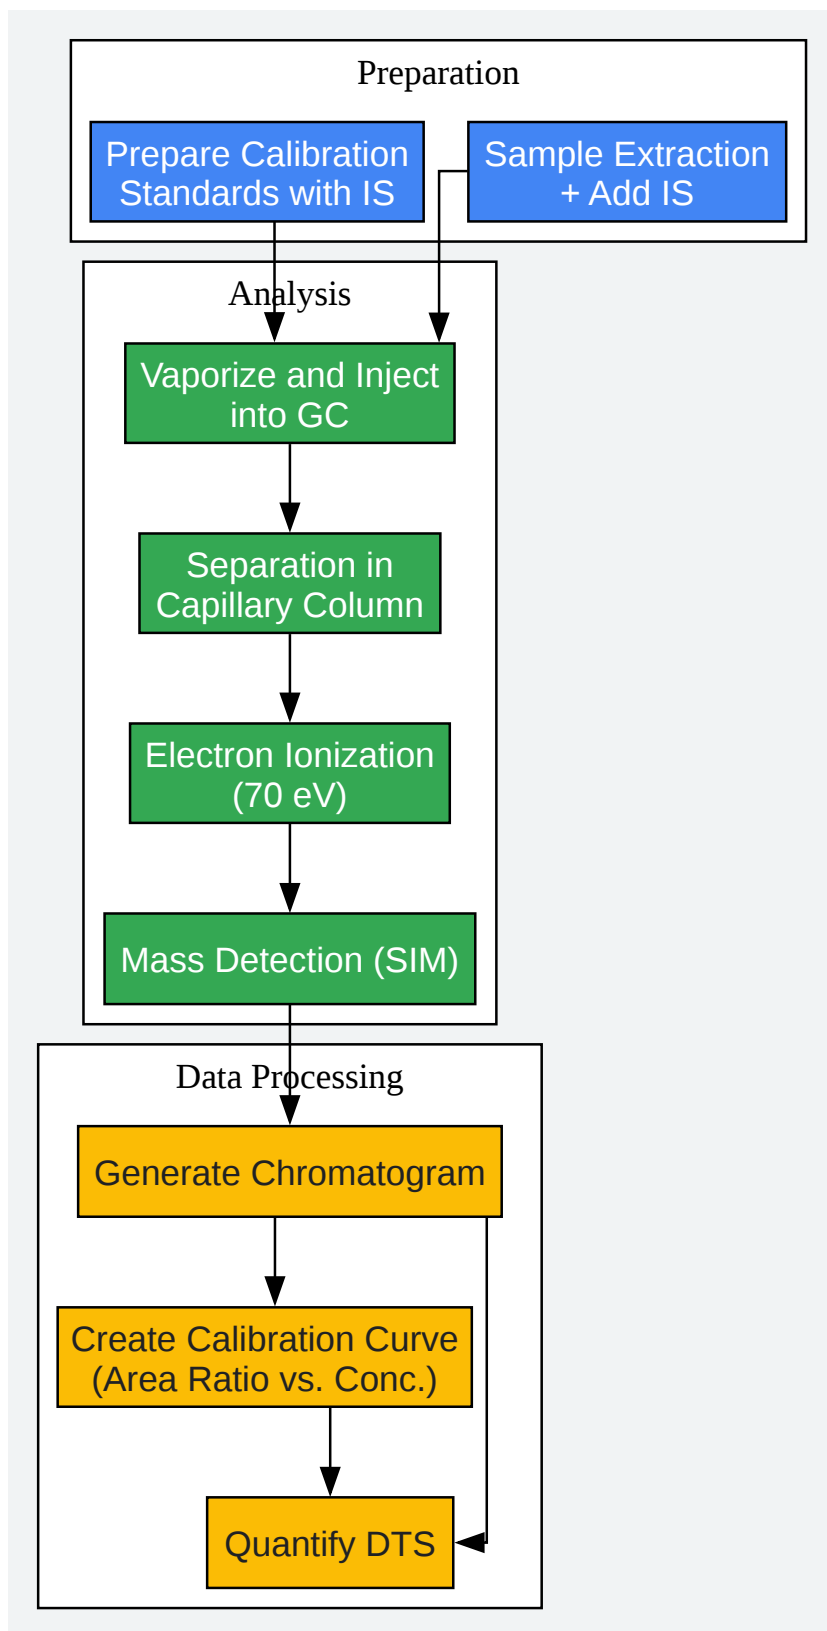 Preparation
Prepare Calibration
Standards with IS
Sample Extraction
+ Add IS
Analysis
Vaporize and Inject
into GC
Separation in
Capillary Column
Electron Ionization
(70 eV)
Mass Detection (SIM)
Data Processing
Generate Chromatogram
Create Calibration Curve
(Area Ratio vs. Conc.)
Quantify DTS